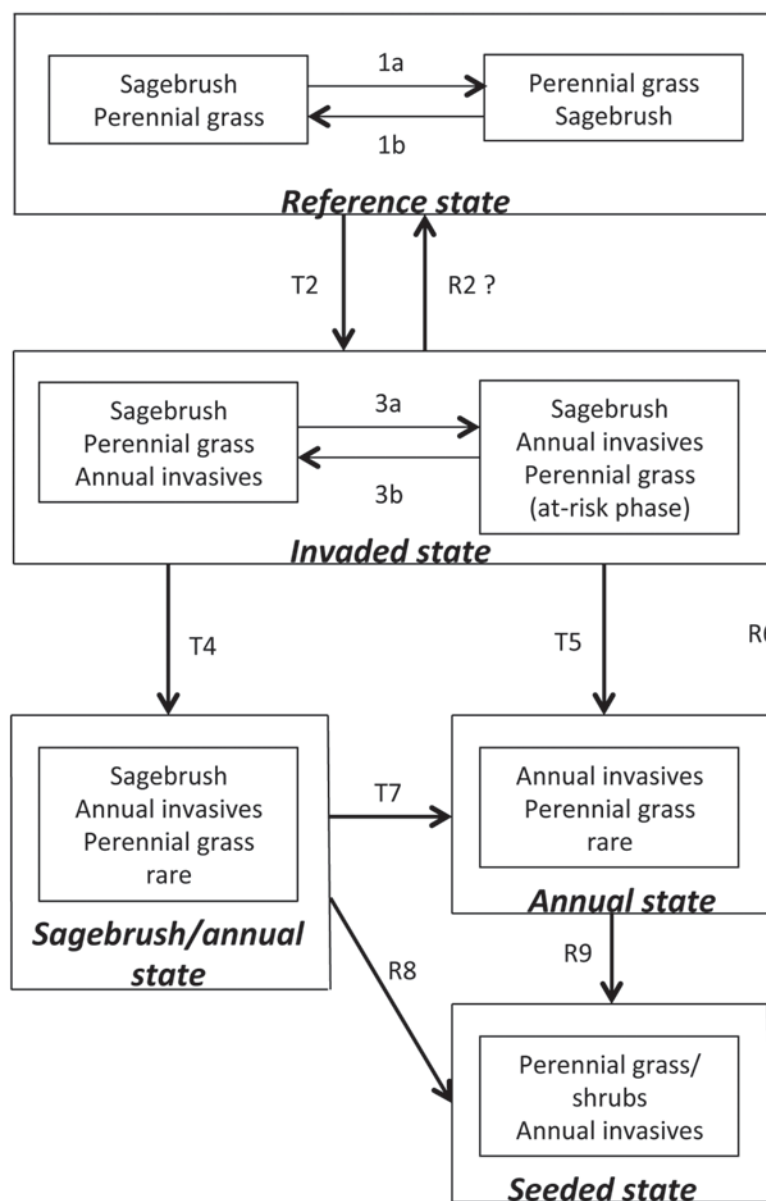 Sagebrush
Perennial grass
1a
1b
Perennial grass
Sagebrush
Reference state
T2
R2 ?
Sagebrush
Perennial grass
Annual invasives
3a
3b
Sagebrush
Annual invasives
Perennial grass
(at-risk phase)
Invaded state
T4
T5
Sagebrush
Annual invasives
Perennial grass
rare
T7
Annual invasives
Perennial grass
rare
Sagebrush/annual
state
Annual state
R8
R9
Perennial grass/
shrubs
Annual invasives
Seeded state